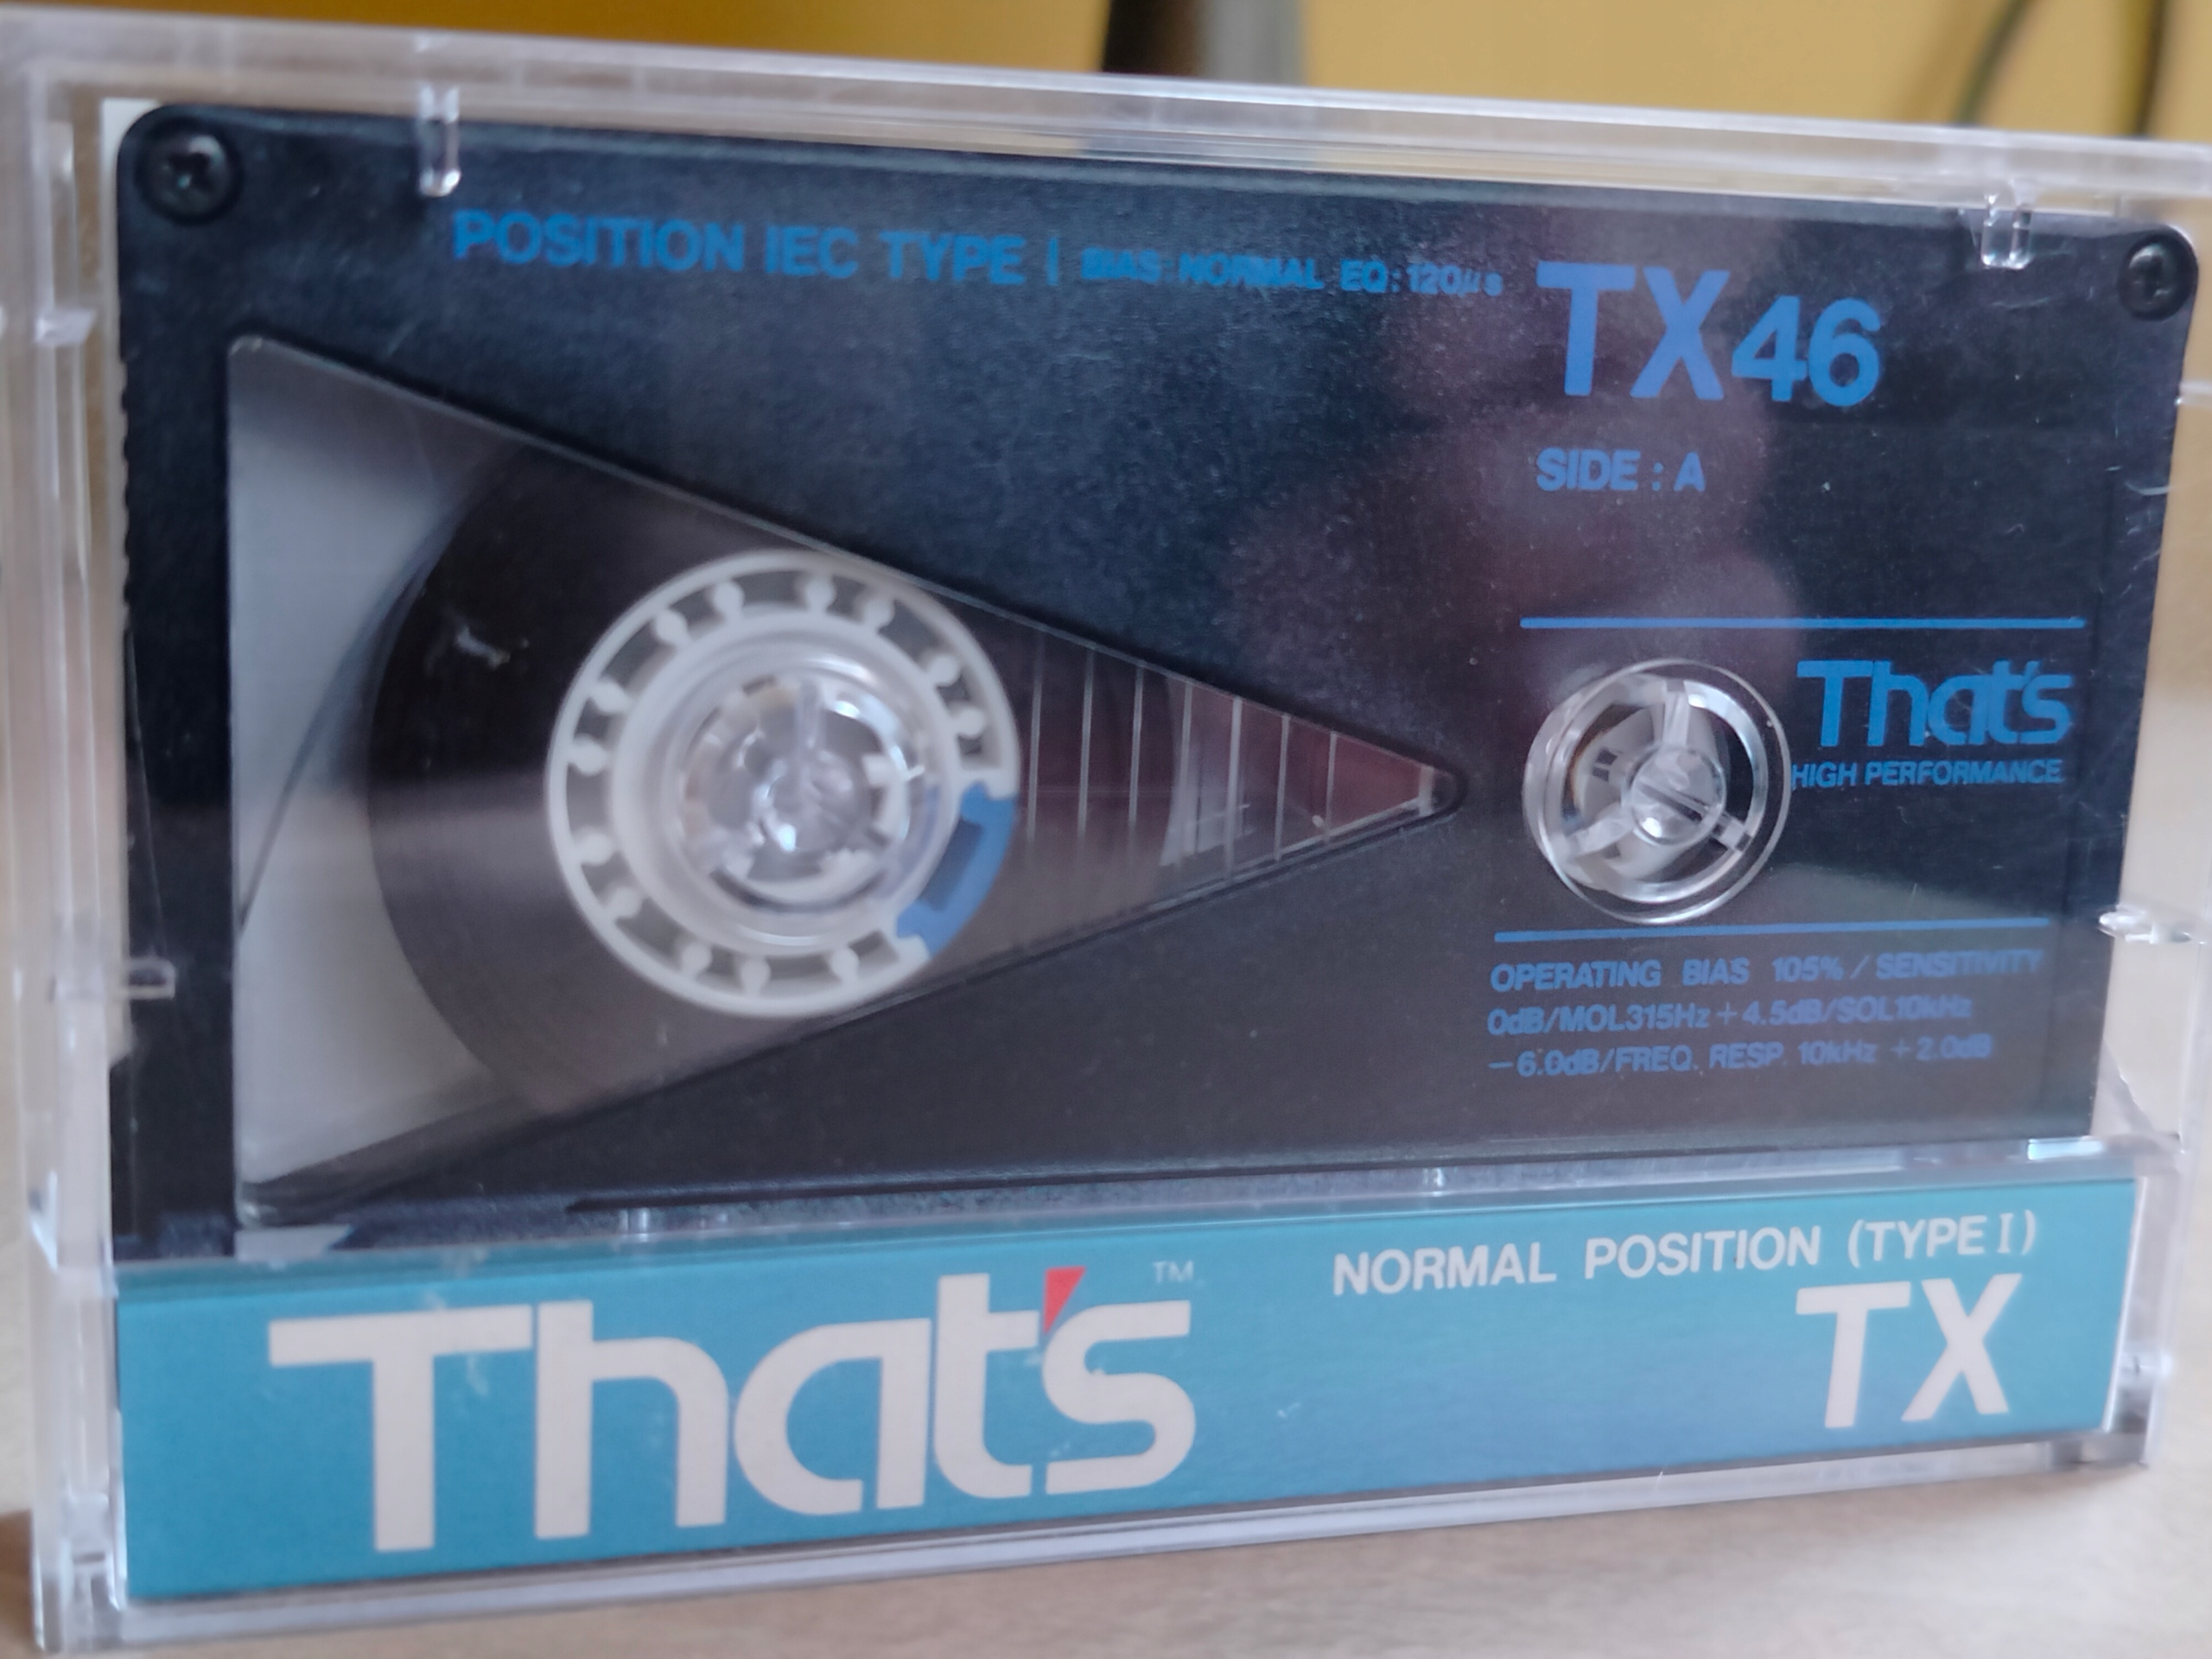 POSITION IEC TYPE I BIAS: NORMAL EQ: 120μs
TX46
SIDE : A
That's
HIGH PERFORMANCE
OPERATING BIAS 105% / SENSITIVITY
0dB/MOL315Hz + 4.5dB/SOL10kHz
− 6.0dB/FREQ. RESP. 10kHz + 2.0dB
That's™
NORMAL POSITION (TYPE I)
TX